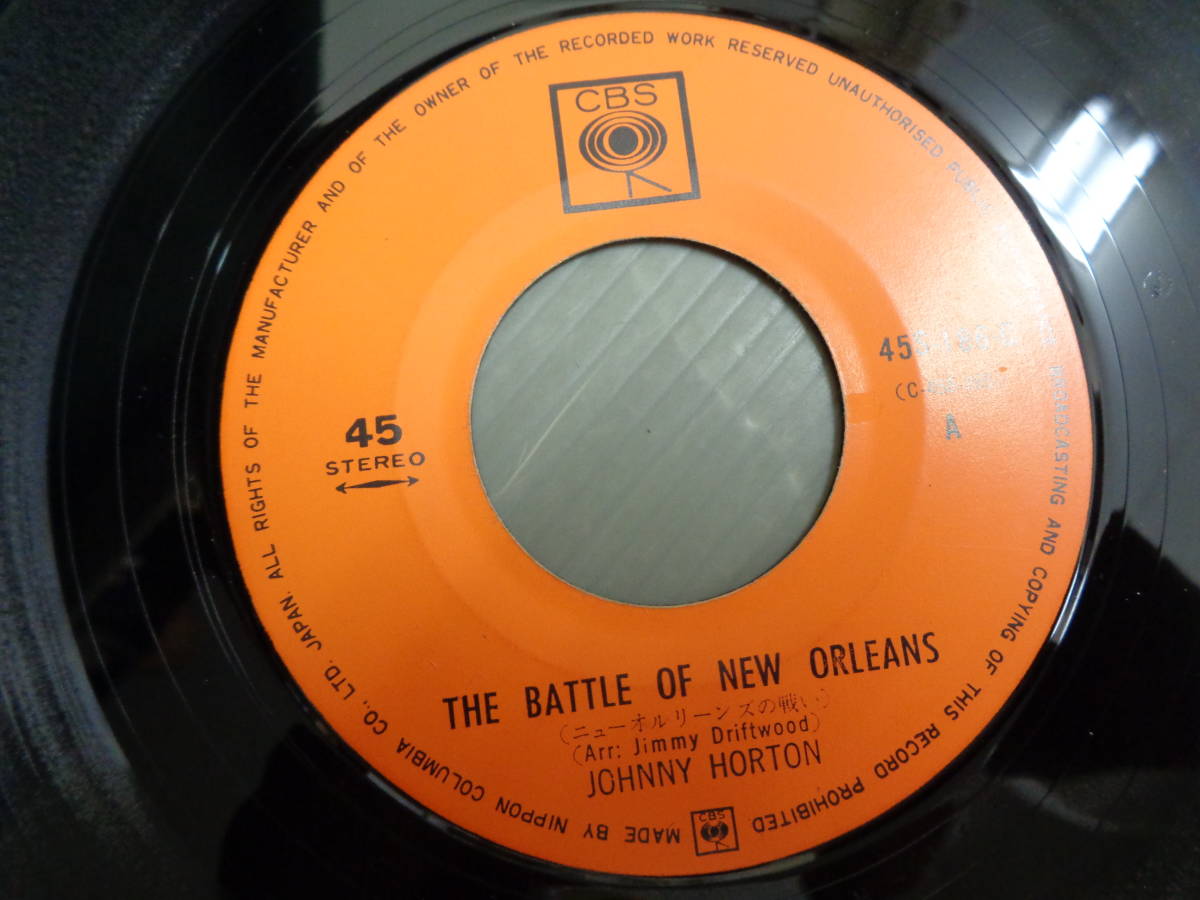 CBS
45
STEREO
A
THE BATTLE OF NEW ORLEANS
(ニューオルリーンズの戦い)
(Arr: Jimmy Driftwood)
JOHNNY HORTON
CBS
MADE BY NIPPON COLUMBIA CO., LTD. JAPAN. ALL RIGHTS OF THE MANUFACTURER AND OF THE OWNER OF THE RECORDED WORK RESERVED UNAUTHORISED BROADCASTING AND COPYING OF THIS RECORD PROHIBITED